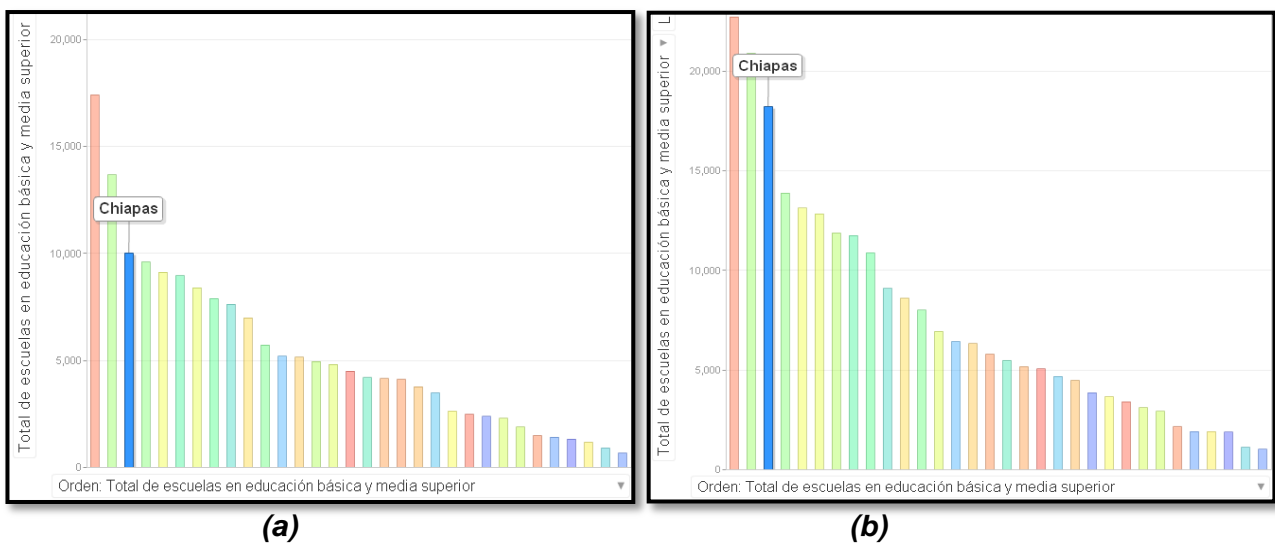 Total de escuelas en educación básica y media superior
20,000
15,000
10,000
5,000
0
Chiapas
Orden: Total de escuelas en educación básica y media superior
(a)
L
Total de escuelas en educación básica y media superior
20,000
15,000
10,000
5,000
0
Chiapas
Orden: Total de escuelas en educación básica y media superior
(b)